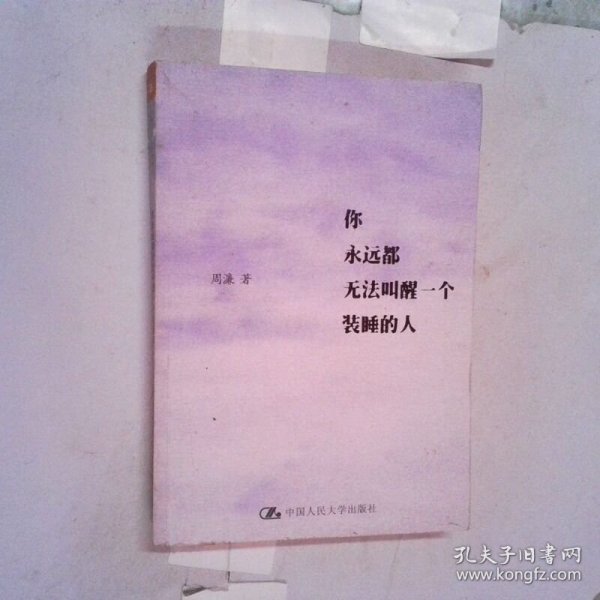 你
永远都
无法叫醒一个
装睡的人
周濂 著
中国人民大学出版社
孔夫子旧书网
www.kongfz.com